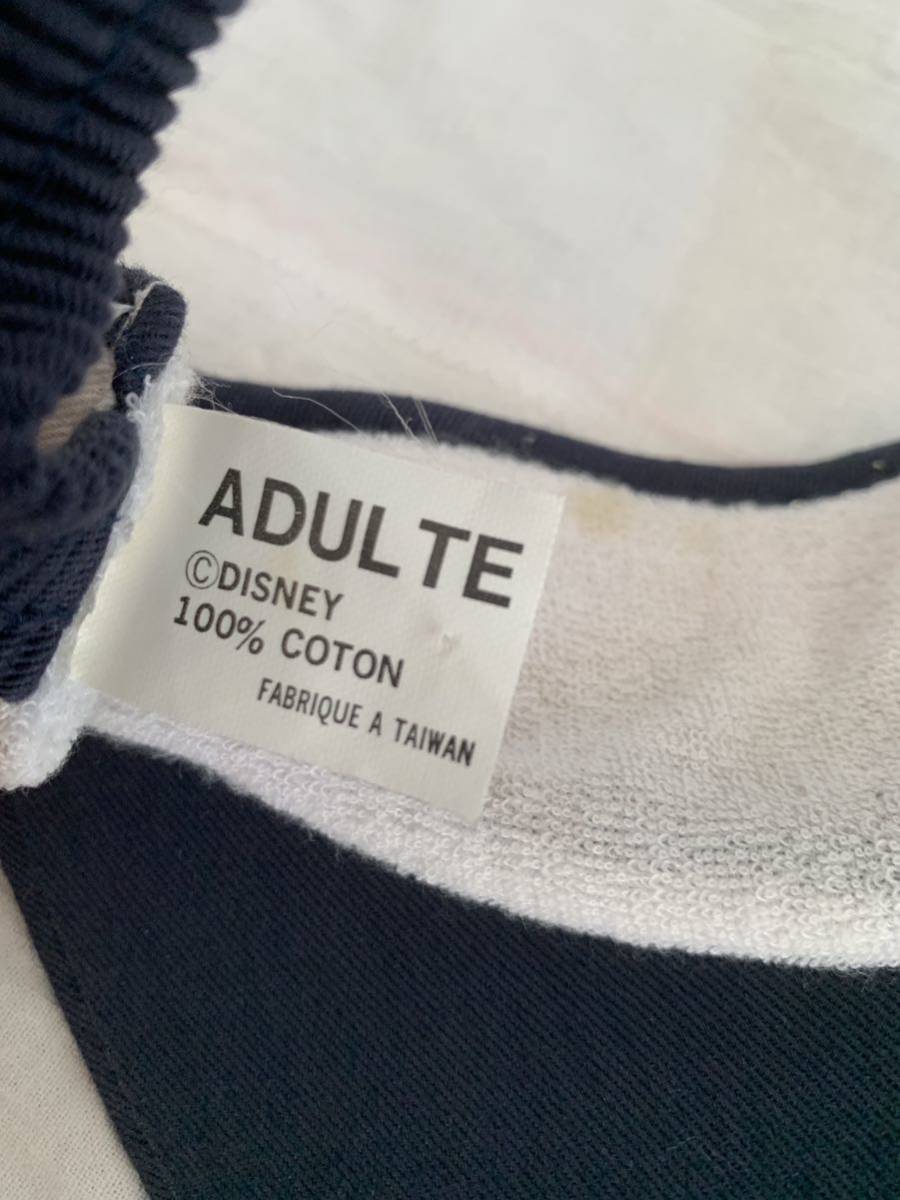 ADULTE
©DISNEY
100% COTON
FABRIQUE A TAIWAN